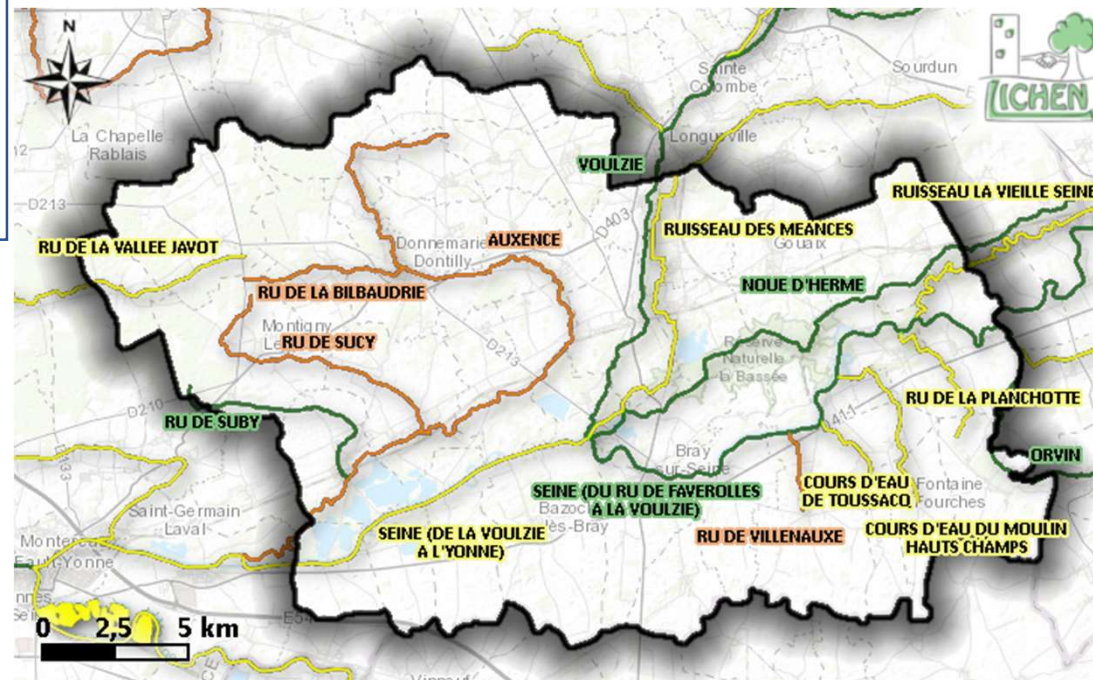 N
Sainte
Colombe
Sourdun
LICHEN
La Chapelle
Rablais
Longueville
VOULZIE
D213
RUISSEAU LA VIEILLE SEINE
D403
RUISSEAU DES MEANCES
Gouaix
RU DE LA VALLEE JAVOT
Donnemarie
Dontilly
AUXENCE
RU DE LA BILBAUDRIE
NOUE D'HERME
Montigny
RU DE SUCY
D213
Réserve
Naturelle
la Bassée
D210
RU DE SUBY
RU DE LA PLANCHOTTE
D411
Bray
sur-Seine
ORVIN
SEINE (DU RU DE FAVEROLLES
A LA VOULZIE)
COURS D'EAU
DE TOUSSACQ
Fontaine
Fourches
Saint-Germain
Laval
SEINE (DE LA VOULZIE
A L'YONNE)
lès-Bray
RU DE VILLENAUXE
COURS D'EAU DU MOULIN
HAUTS CHAMPS
0 2,5 5 km